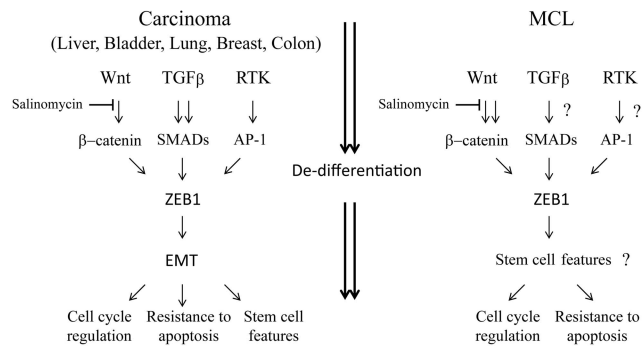 Carcinoma
(Liver, Bladder, Lung, Breast, Colon)
Wnt TGFβ RTK
Salinomycin
β–catenin SMADs AP-1
ZEB1
EMT
Cell cycle regulation
Resistance to apoptosis
Stem cell features
De-differentiation
MCL
Wnt TGFβ RTK
Salinomycin
? ?
β–catenin SMADs AP-1
ZEB1
Stem cell features ?
Cell cycle regulation
Resistance to apoptosis